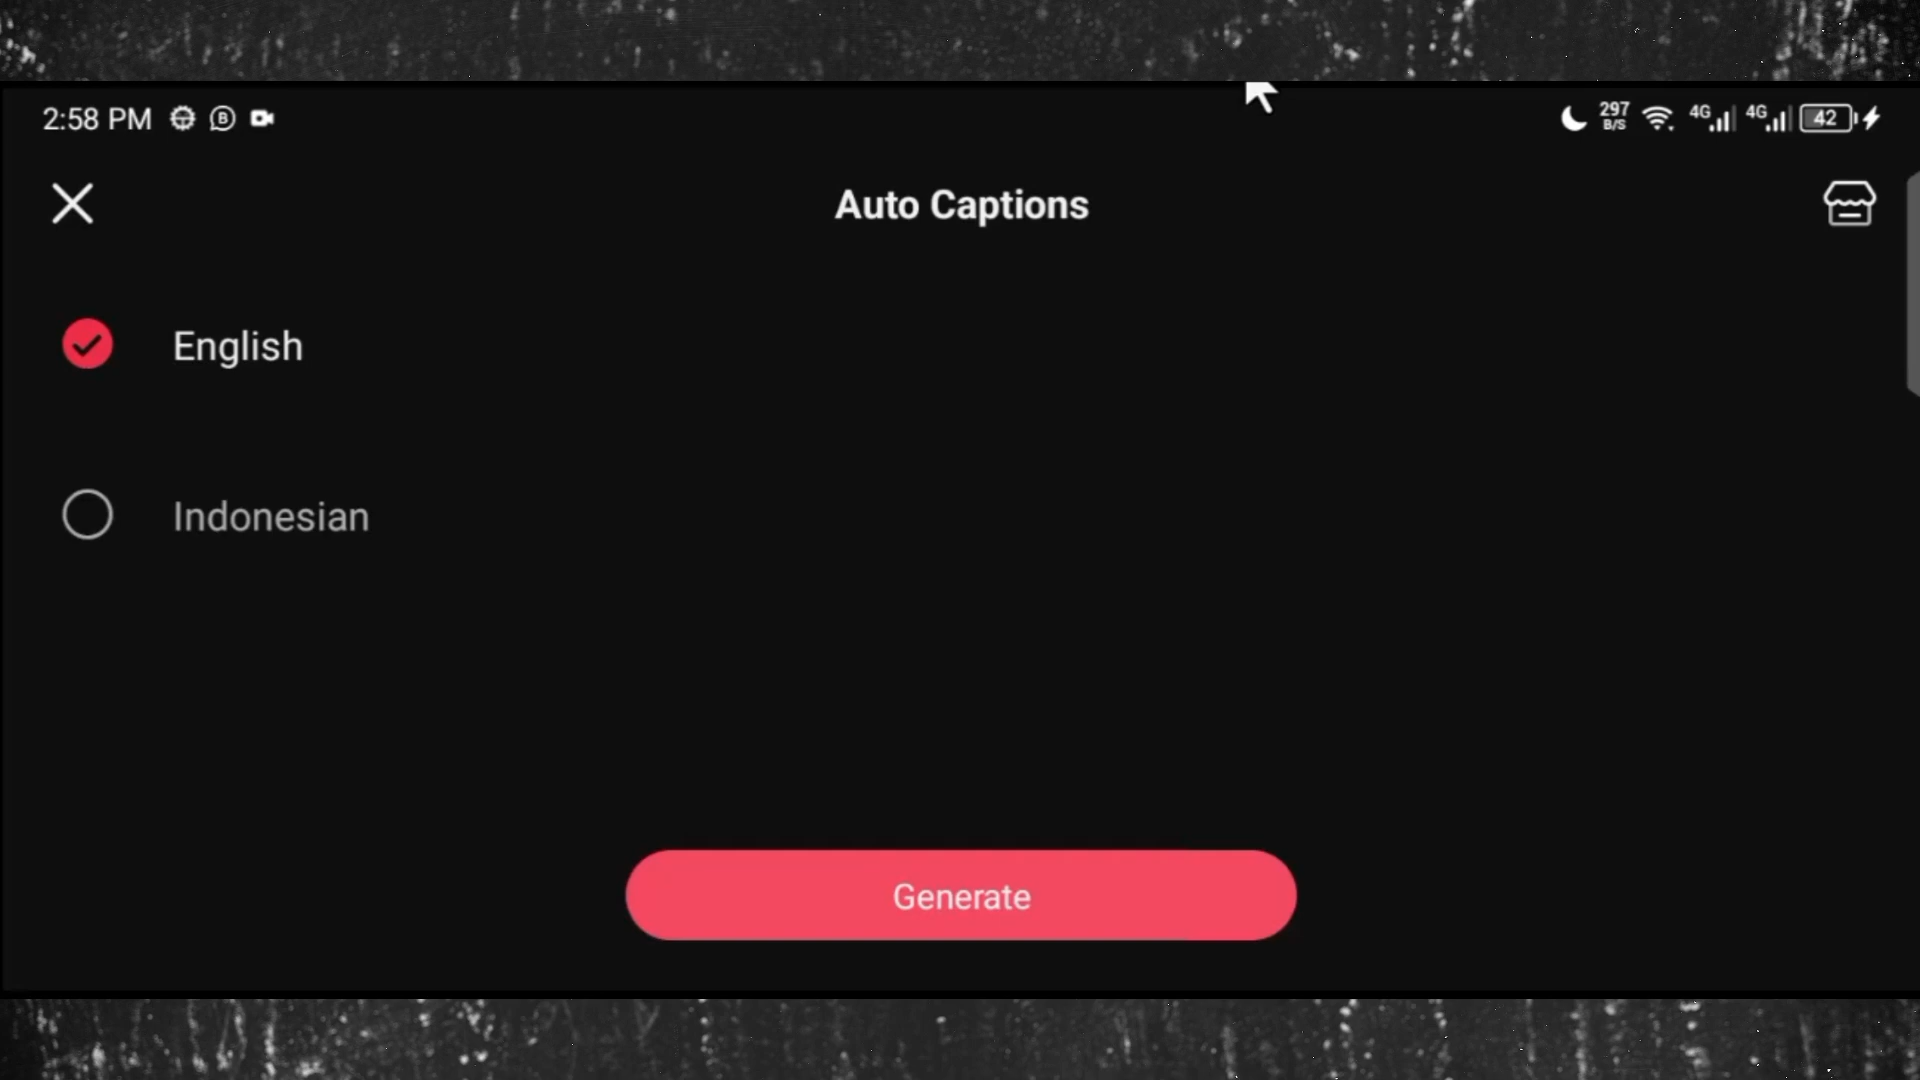 2:58 PM 297 B/S 4G 4G 42
Auto Captions
English
Indonesian
Generate